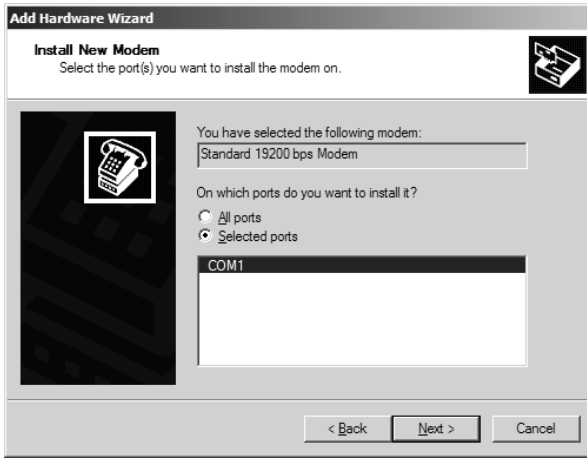 Add Hardware Wizard
Install New Modem
Select the port(s) you want to install the modem on.
You have selected the following modem:
Standard 19200 bps Modem
On which ports do you want to install it?
All ports
Selected ports
COM1
< Back
Next >
Cancel